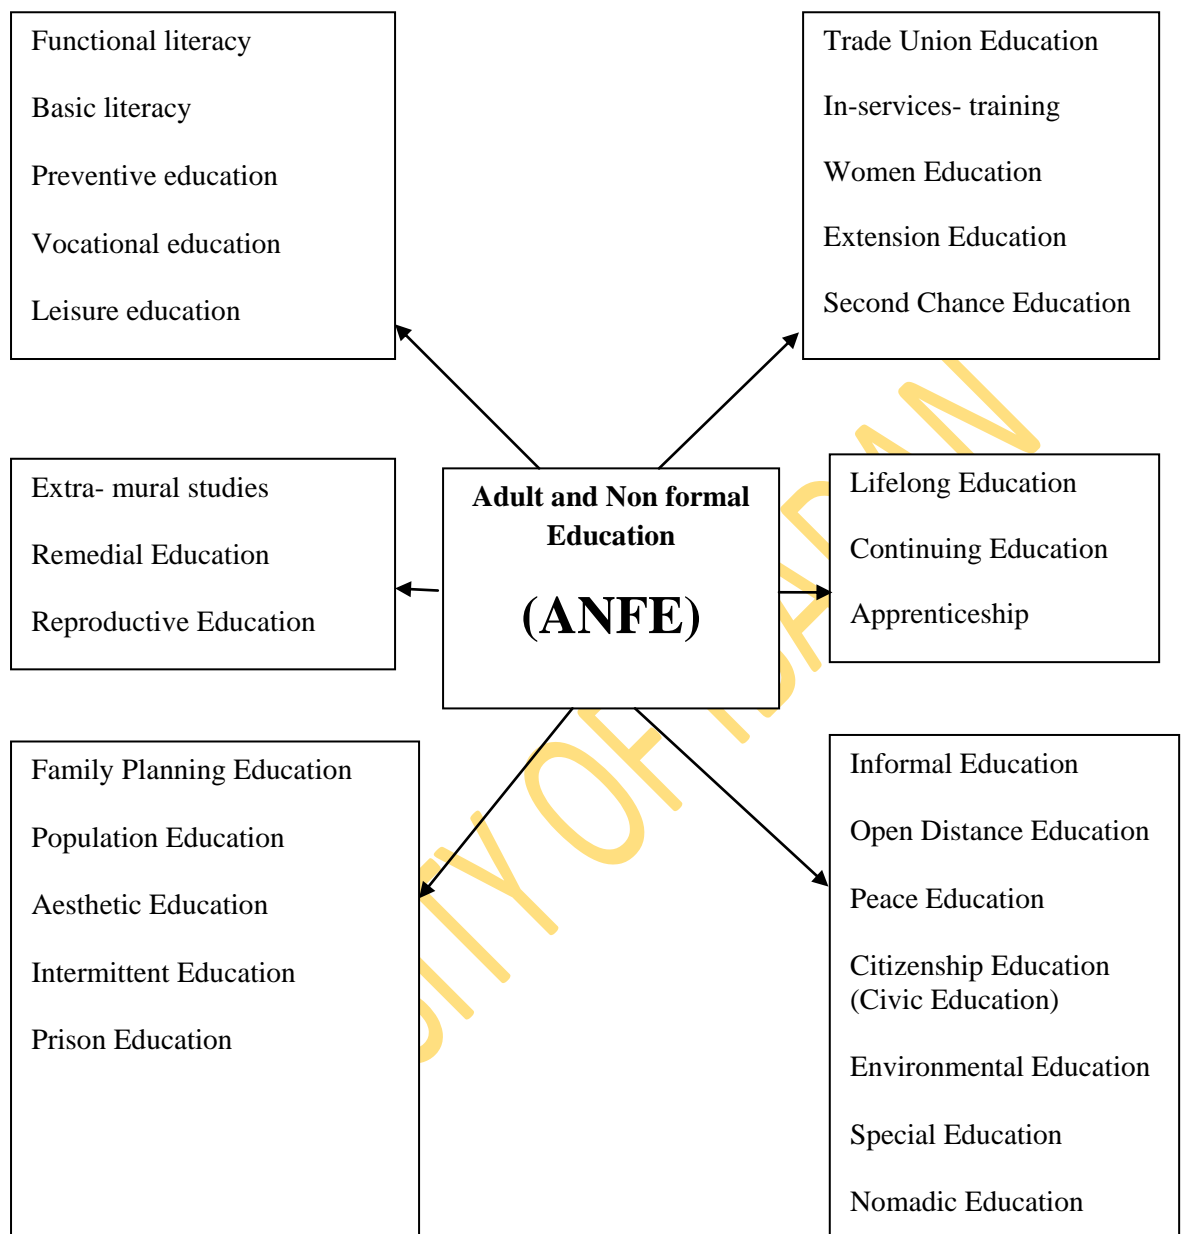 Functional literacy
Basic literacy
Preventive education
Vocational education
Leisure education
Trade Union Education
In-services- training
Women Education
Extension Education
Second Chance Education
Extra- mural studies
Remedial Education
Reproductive Education
Adult and Non formal
Education
(ANFE)
Lifelong Education
Continuing Education
Apprenticeship
Family Planning Education
Population Education
Aesthetic Education
Intermittent Education
Prison Education
Informal Education
Open Distance Education
Peace Education
Citizenship Education
(Civic Education)
Environmental Education
Special Education
Nomadic Education